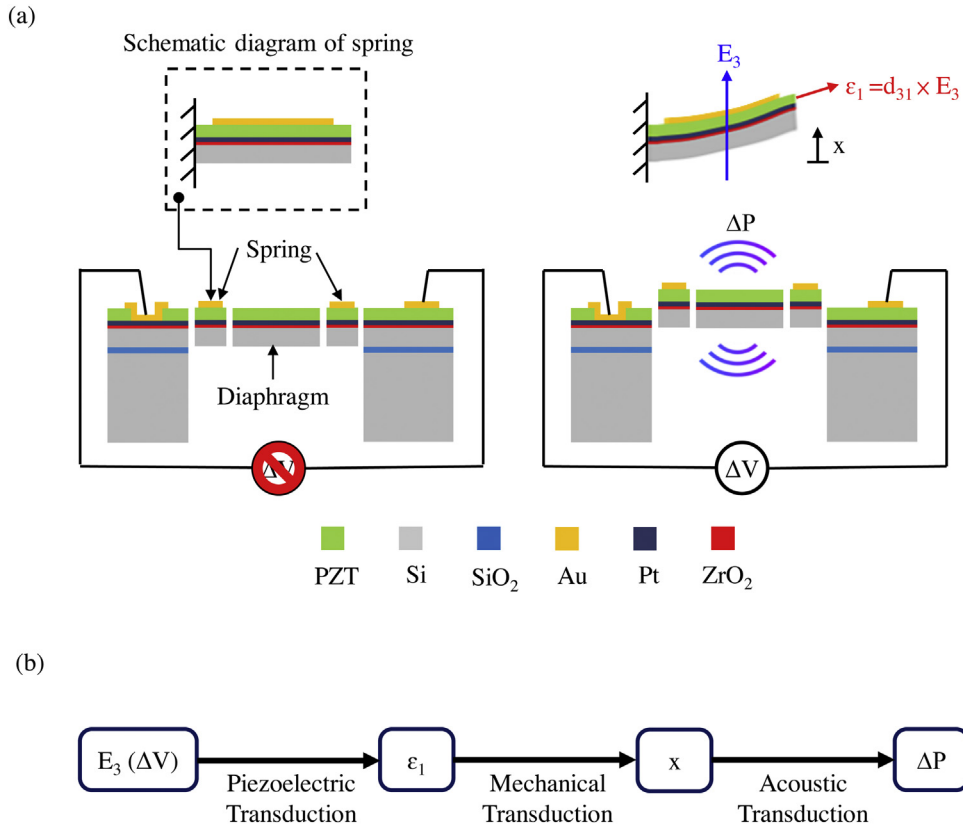 (a)
Schematic diagram of spring
E₃
ε₁ =d₃₁ × E₃
x
Spring
ΔP
Diaphragm
ΔV
ΔV
PZT
Si
SiO₂
Au
Pt
ZrO₂
(b)
E₃ (ΔV)
Piezoelectric
Transduction
ε₁
Mechanical
Transduction
x
Acoustic
Transduction
ΔP